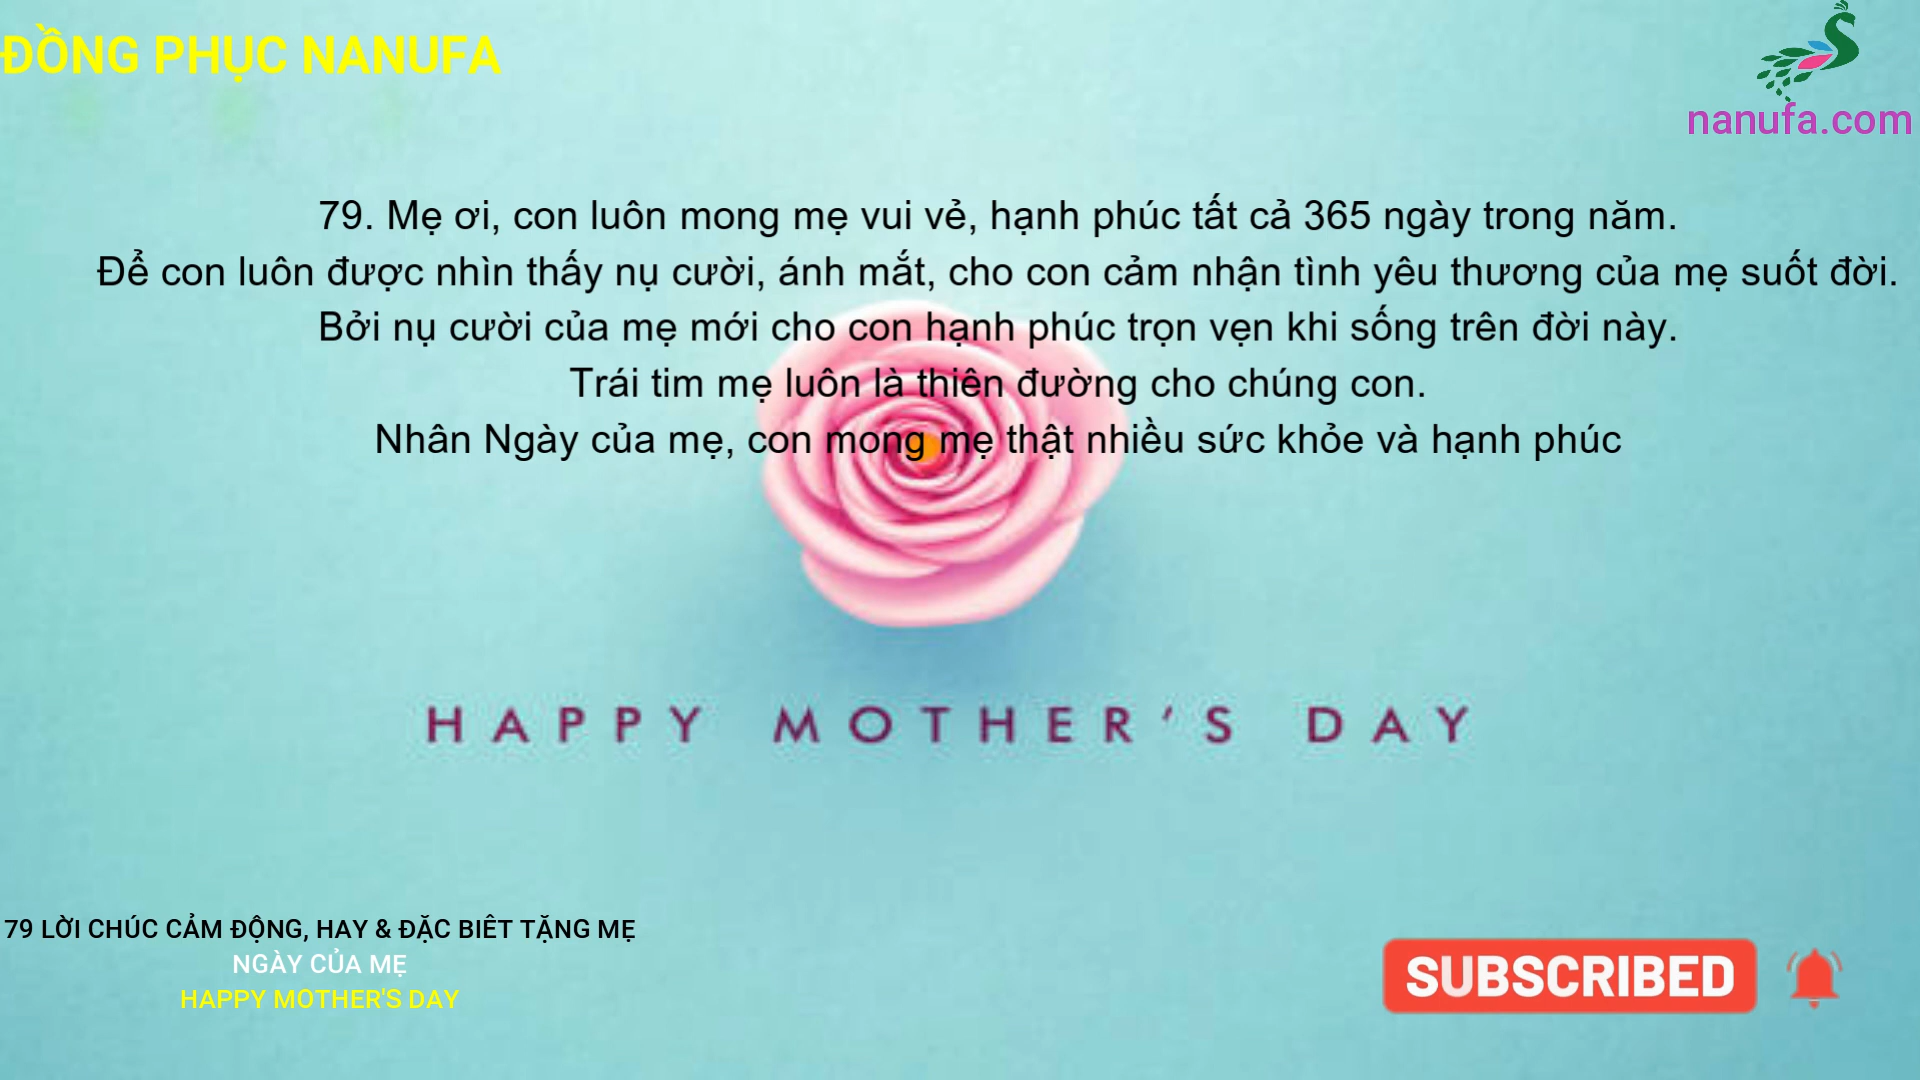 ĐỒNG PHỤC NANUFA
nanufa.com
79. Mẹ ơi, con luôn mong mẹ vui vẻ, hạnh phúc tất cả 365 ngày trong năm.
Để con luôn được nhìn thấy nụ cười, ánh mắt, cho con cảm nhận tình yêu thương của mẹ suốt đời.
Bởi nụ cười của mẹ mới cho con hạnh phúc trọn vẹn khi sống trên đời này.
Trái tim mẹ luôn là thiên đường cho chúng con.
Nhân Ngày của mẹ, con mong mẹ thật nhiều sức khỏe và hạnh phúc
HAPPY MOTHER'S DAY
79 LỜI CHÚC CẢM ĐỘNG, HAY & ĐẶC BIÊT TẶNG MẸ
NGÀY CỦA MẸ
HAPPY MOTHER'S DAY
SUBSCRIBED